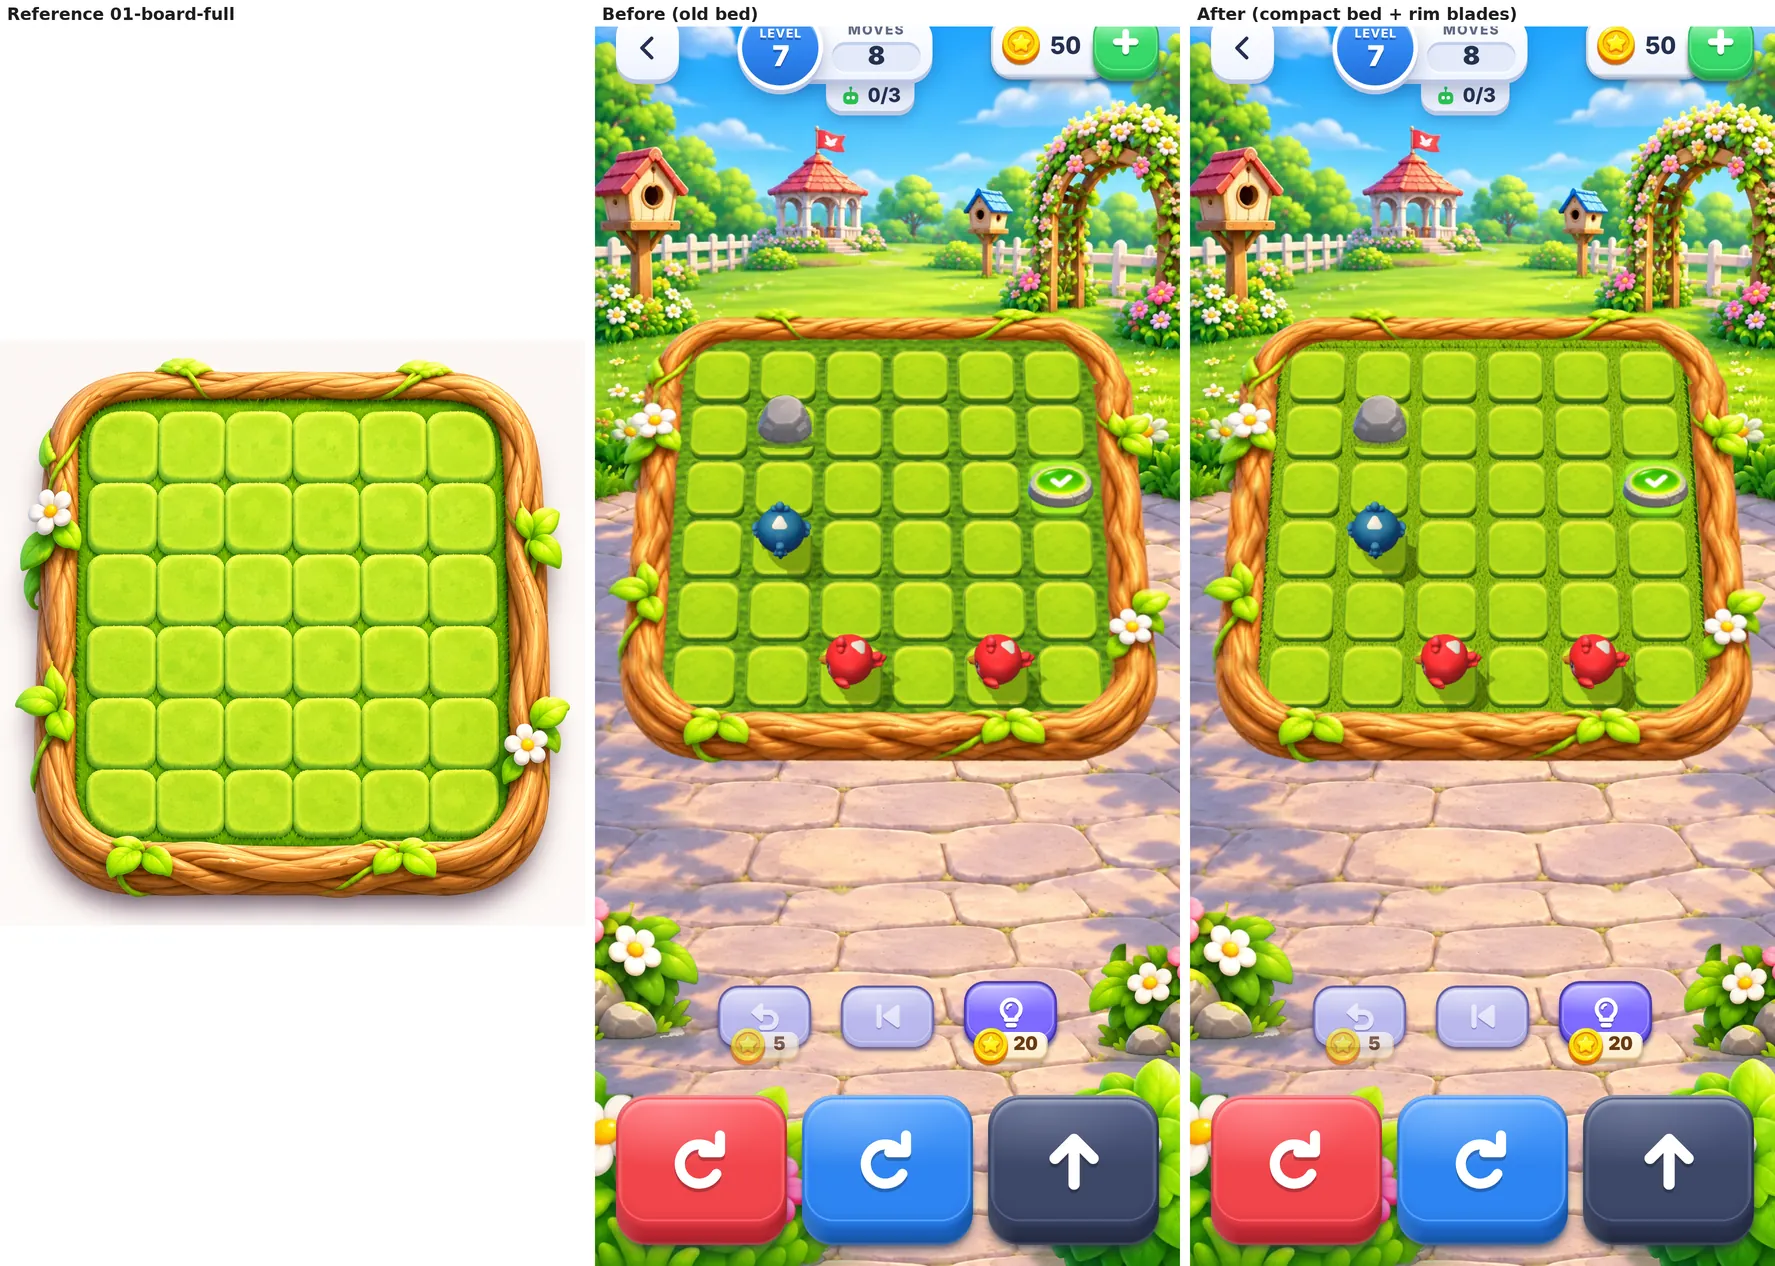 Reference 01-board-full
Before (old bed)
After (compact bed + rim blades)
LEVEL
7
MOVES
8
50
0/3
5
20
LEVEL
7
MOVES
8
50
0/3
5
20